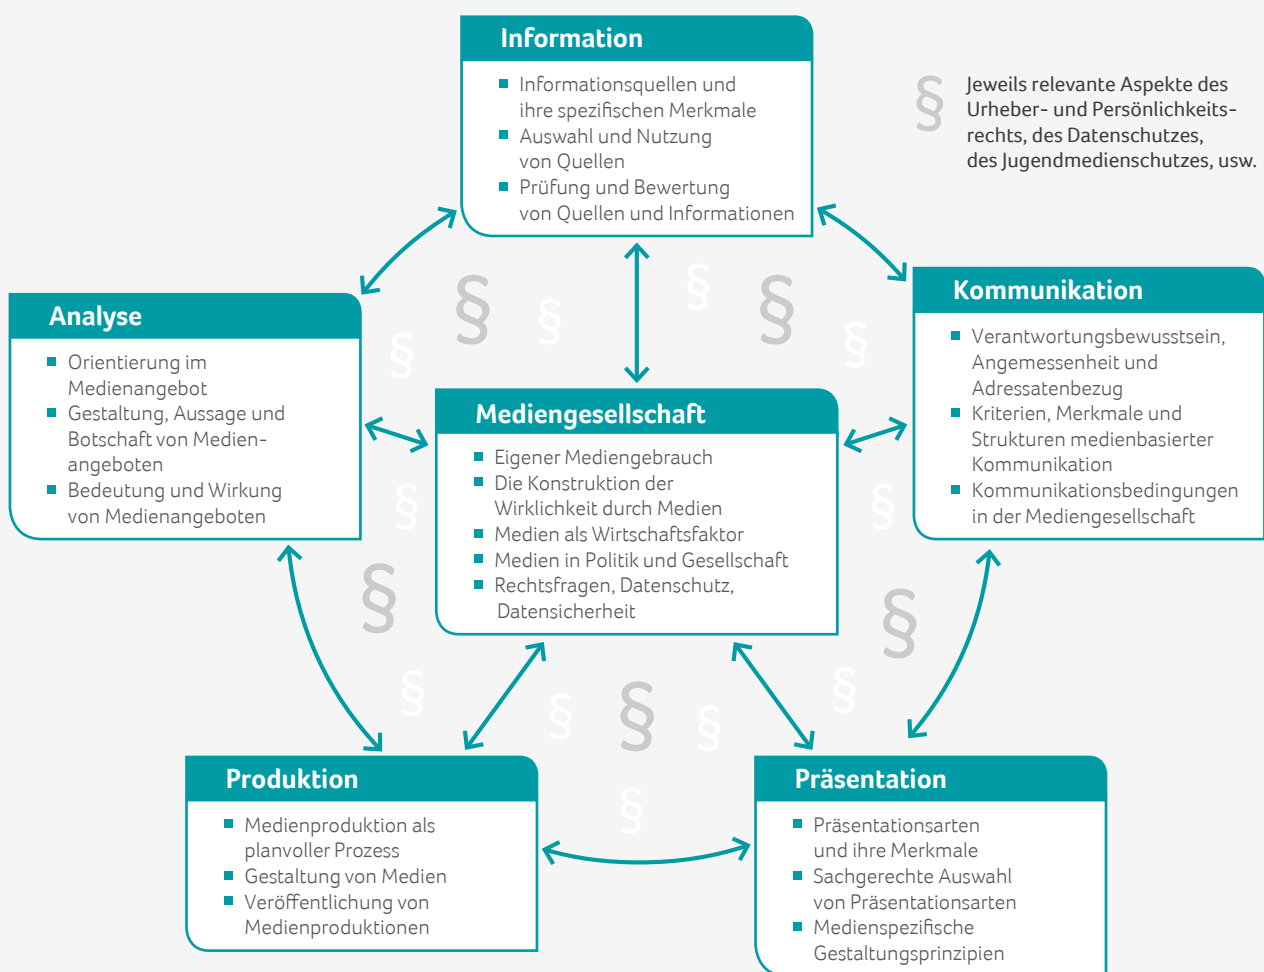 Information
Informationsquellen und
ihre spezifischen Merkmale
Auswahl und Nutzung
von Quellen
Prüfung und Bewertung
von Quellen und Informationen
§
Jeweils relevante Aspekte des
Urheber- und Persönlichkeits-
rechts, des Datenschutzes,
des Jugendmedienschutzes, usw.
Analyse
Orientierung im
Medienangebot
Gestaltung, Aussage und
Botschaft von Medien-
angeboten
Bedeutung und Wirkung
von Medienangeboten
§ § § § § §
Kommunikation
Verantwortungsbewusstsein,
Angemessenheit und
Adressatenbezug
Kriterien, Merkmale und
Strukturen medienbasierter
Kommunikation
Kommunikationsbedingungen
in der Mediengesellschaft
Mediengesellschaft
Eigener Mediengebrauch
Die Konstruktion der
Wirklichkeit durch Medien
Medien als Wirtschaftsfaktor
Medien in Politik und Gesellschaft
Rechtsfragen, Datenschutz,
Datensicherheit
§ §
§ §
§ § § § §
§
Produktion
Medienproduktion als
planvoller Prozess
Gestaltung von Medien
Veröffentlichung von
Medienproduktionen
Präsentation
Präsentationsarten
und ihre Merkmale
Sachgerechte Auswahl
von Präsentationsarten
Medienspezifische
Gestaltungsprinzipien